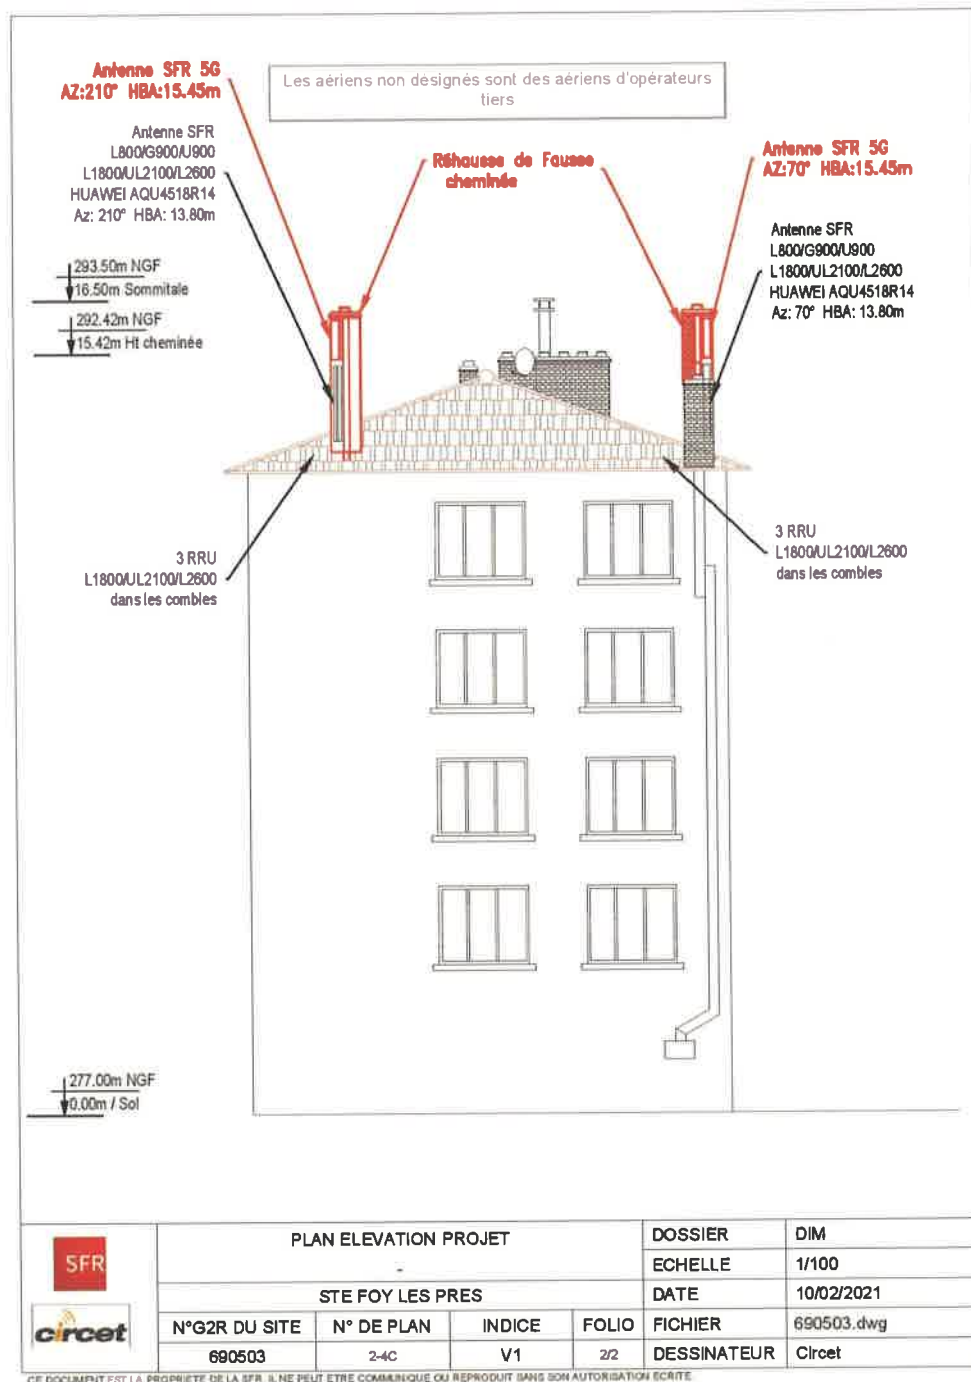 Antenne SFR 5G
AZ:210° HBA:15.45m
Les aériens non désignés sont des aériens d'opérateurs
tiers
Antenne SFR
L800/G900/U900
L1800/UL2100/L2600
HUAWEI AQU4518R14
Az: 210° HBA: 13.80m
Réhausse de Fausse
cheminée
Antenne SFR 5G
AZ:70° HBA:15.45m
Antenne SFR
L800/G900/U900
L1800/UL2100/L2600
HUAWEI AQU4518R14
Az: 70° HBA: 13.80m
293.50m NGF
16.50m Sommitale
292.42m NGF
15.42m Ht cheminée
3 RRU
L1800/UL2100/L2600
dans les combles
3 RRU
L1800/UL2100/L2600
dans les combles
277.00m NGF
0.00m / Sol
SFR
circet
PLAN ELEVATION PROJET
-
STE FOY LES PRES
N°G2R DU SITE
N° DE PLAN
INDICE
FOLIO
690503
2-4C
V1
2/2
DOSSIER
DIM
ECHELLE
1/100
DATE
10/02/2021
FICHIER
690503.dwg
DESSINATEUR
Circet
CE DOCUMENT EST LA PROPRIETE DE LA SFR IL NE PEUT ETRE COMMUNIQUE OU REPRODUIT SANS SON AUTORISATION ECRITE